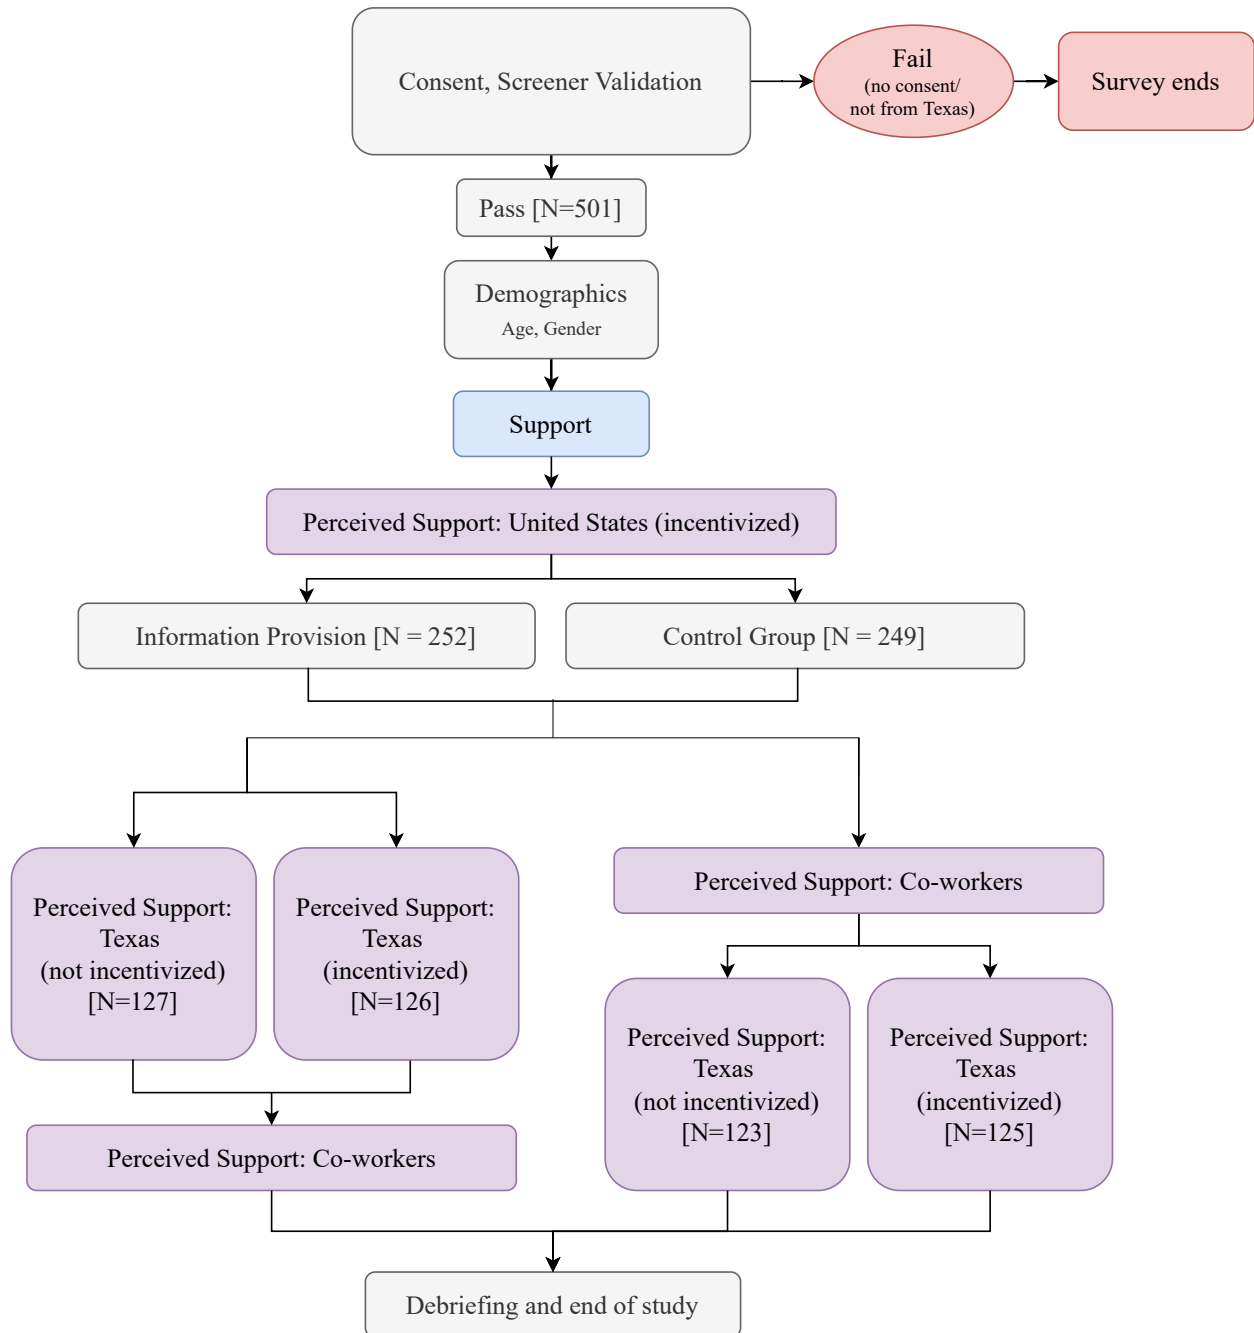 Consent, Screener Validation
Fail
(no consent/
not from Texas)
Survey ends
Pass [N=501]
Demographics
Age, Gender
Support
Perceived Support: United States (incentivized)
Information Provision [N = 252]
Control Group [N = 249]
Perceived Support:
Texas
(not incentivized)
[N=127]
Perceived Support:
Texas
(incentivized)
[N=126]
Perceived Support: Co-workers
Perceived Support: Co-workers
Perceived Support:
Texas
(not incentivized)
[N=123]
Perceived Support:
Texas
(incentivized)
[N=125]
Debriefing and end of study